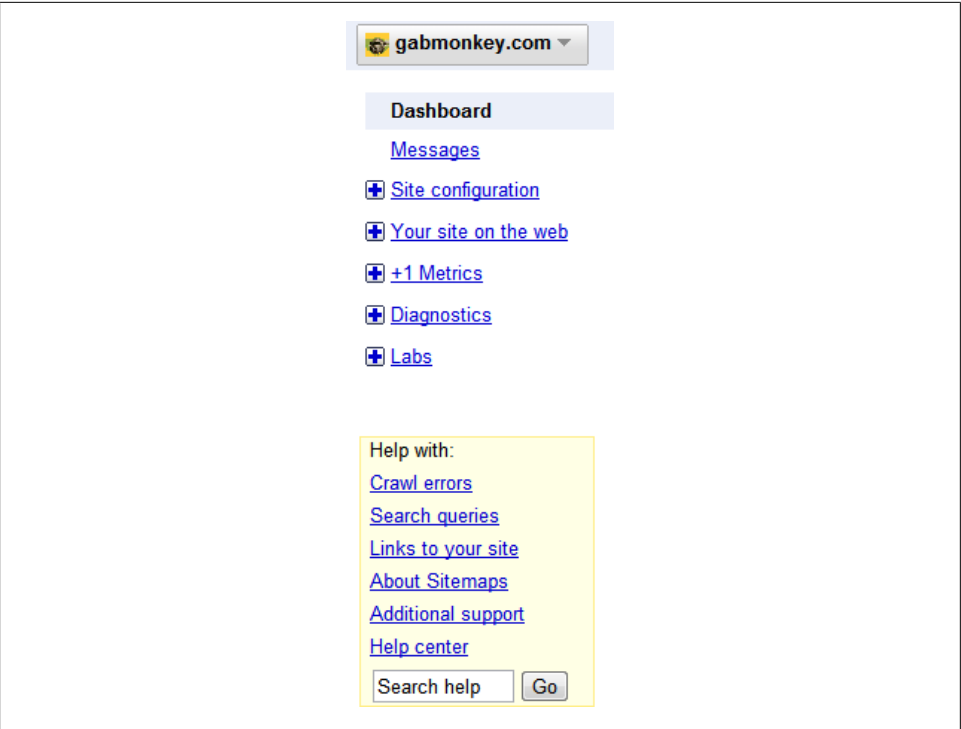 gabmonkey.com
Dashboard
Messages
Site configuration
Your site on the web
+1 Metrics
Diagnostics
Labs
Help with:
Crawl errors
Search queries
Links to your site
About Sitemaps
Additional support
Help center
Search help Go